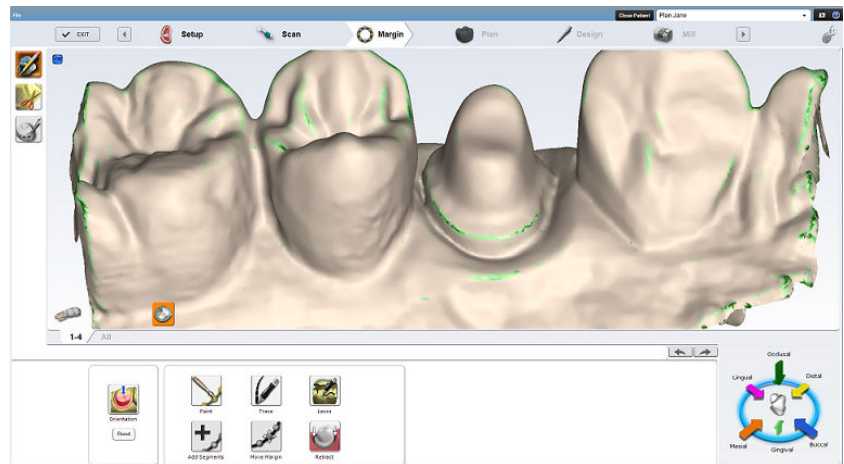 File
Close Patient
Plan Jane
EXIT
Setup
Scan
Margin
Plan
Design
Mill
1-4 / All
Orientation
Reset
Paint
Trace
Lasso
Add Segments
Move Margin
Retract
Occlusal
Lingual
Distal
Mesial
Buccal
Gingival